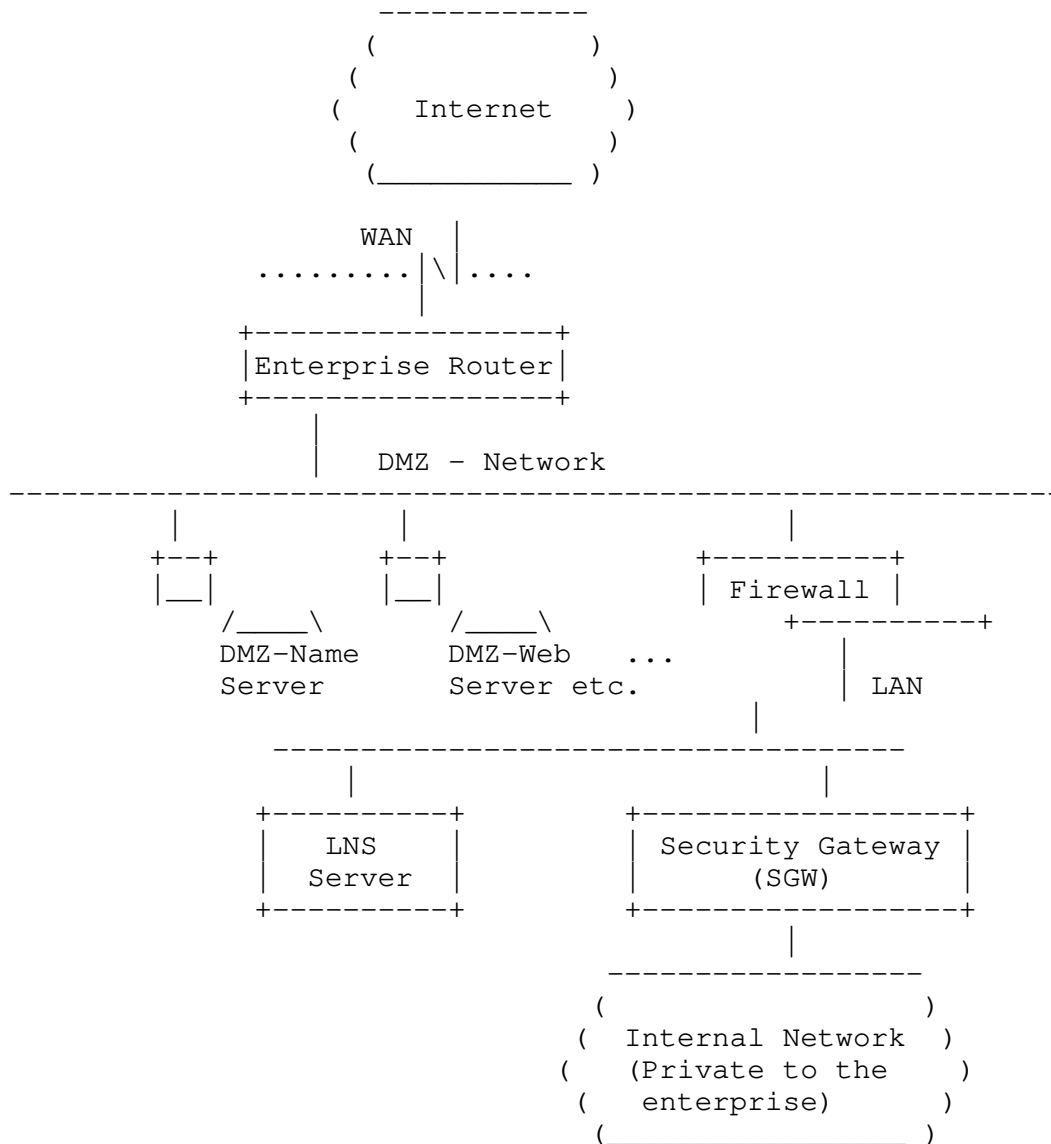 Internet
WAN
Enterprise Router
DMZ - Network
Firewall
DMZ-Name DMZ-Web ...
Server Server etc. LAN
LNS Security Gateway
Server (SGW)
Internal Network
(Private to the
enterprise)